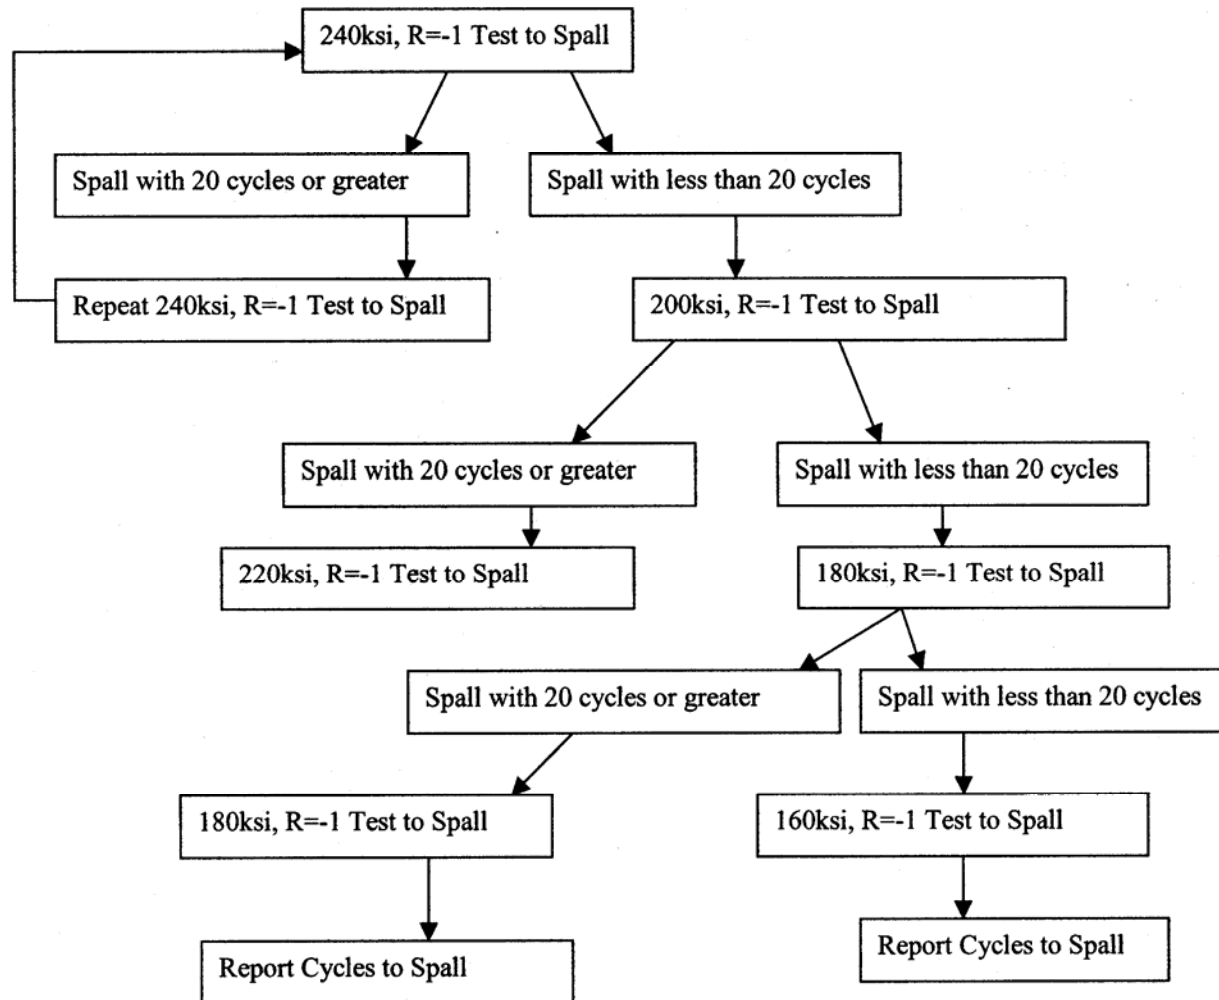 240ksi, R=-1 Test to Spall
Spall with 20 cycles or greater
Spall with less than 20 cycles
Repeat 240ksi, R=-1 Test to Spall
200ksi, R=-1 Test to Spall
Spall with 20 cycles or greater
Spall with less than 20 cycles
220ksi, R=-1 Test to Spall
180ksi, R=-1 Test to Spall
Spall with 20 cycles or greater
Spall with less than 20 cycles
180ksi, R=-1 Test to Spall
160ksi, R=-1 Test to Spall
Report Cycles to Spall
Report Cycles to Spall